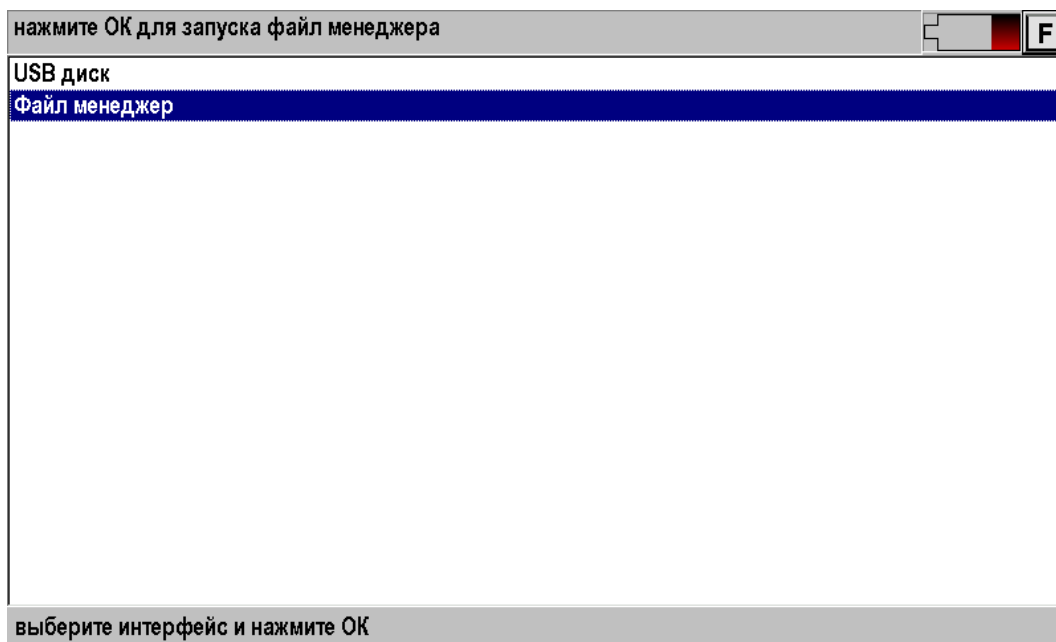 нажмите ОК для запуска файл менеджера
F
USB диск
Файл менеджер
выберите интерфейс и нажмите ОК